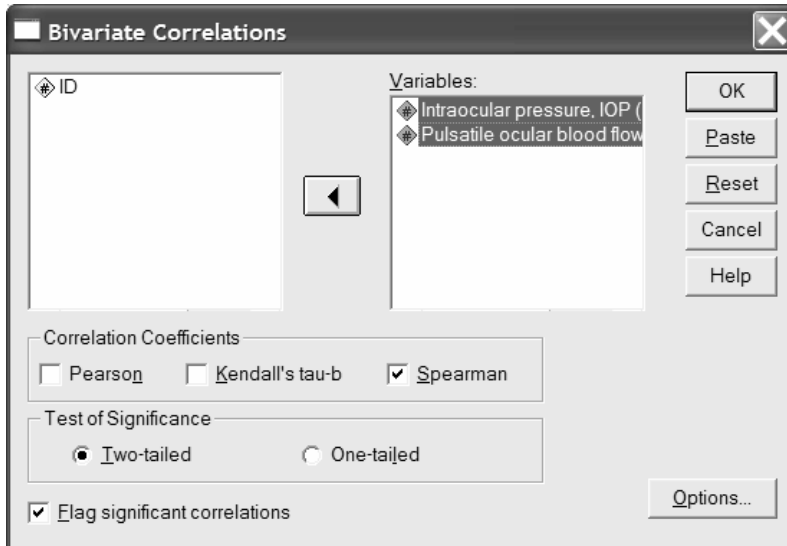 Bivariate Correlations
ID
Variables:
Intraocular pressure, IOP (
Pulsatile ocular blood flow
OK
Paste
Reset
Cancel
Help
Correlation Coefficients
Pearson Kendall's tau-b Spearman
Test of Significance
Two-tailed One-tailed
Flag significant correlations
Options...